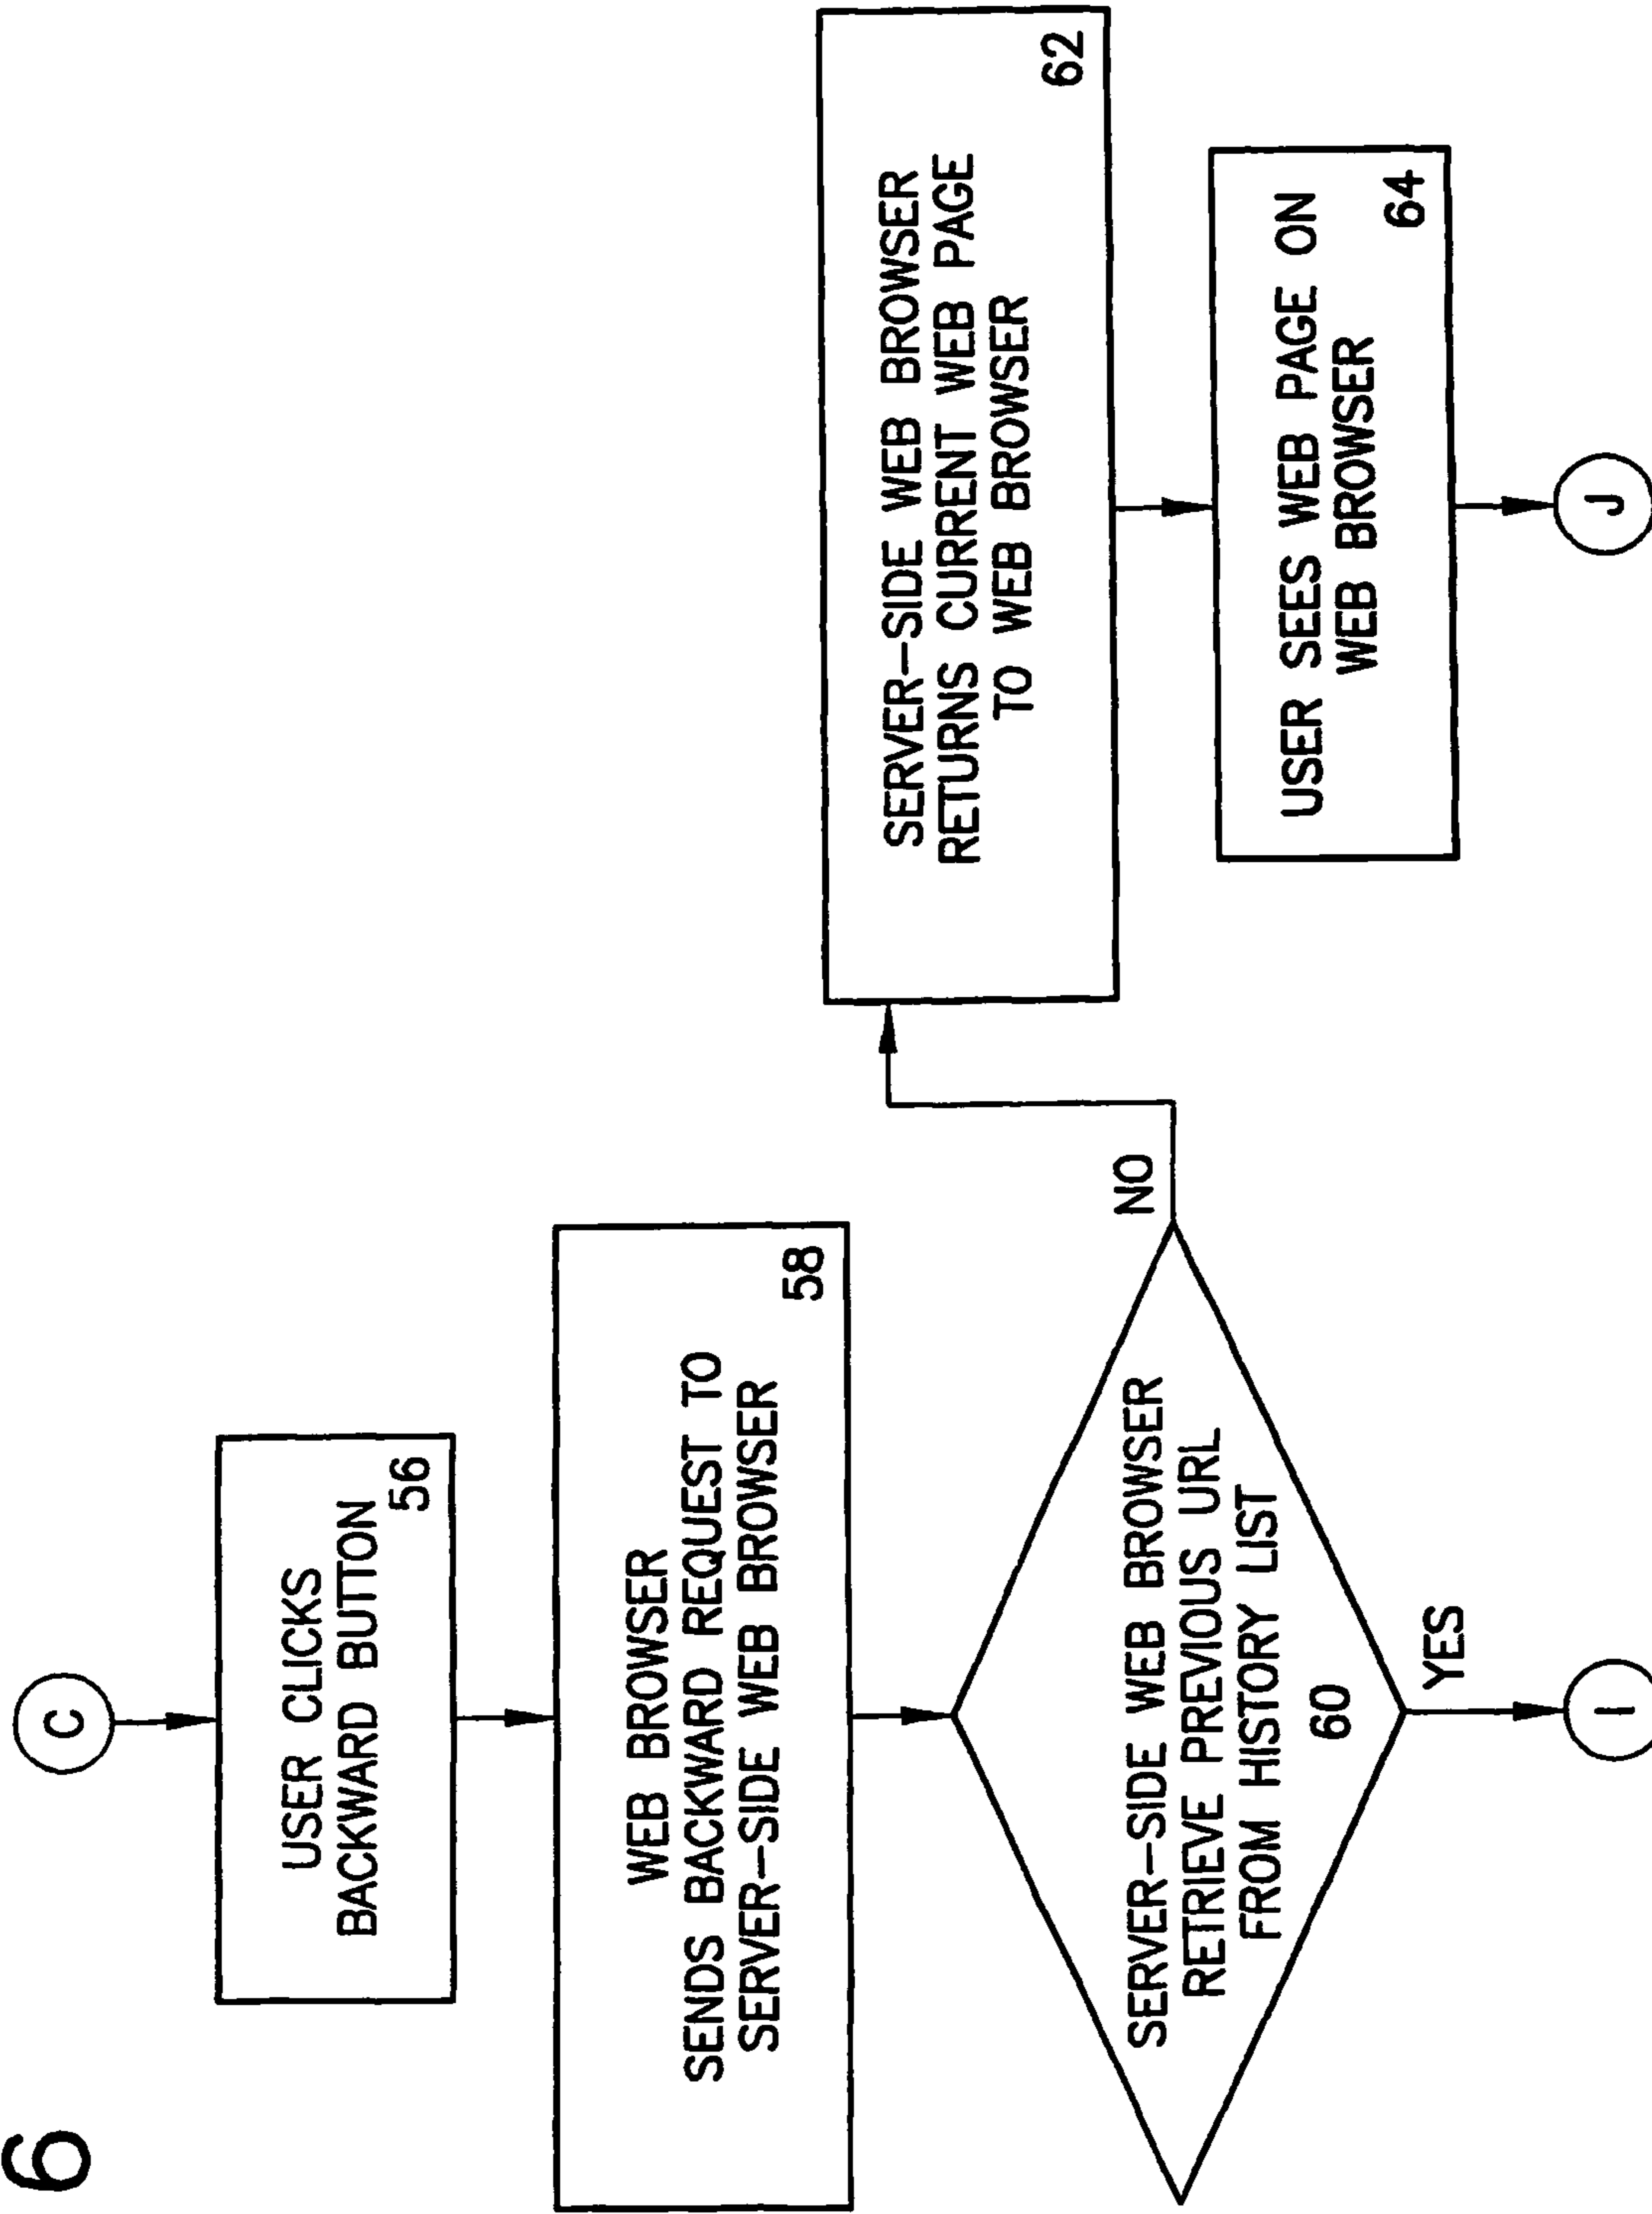 6
C
USER CLICKS
BACKWARD BUTTON
56
WEB BROWSER
SENDS BACKWARD REQUEST TO
SERVER-SIDE WEB BROWSER
58
SERVER-SIDE WEB BROWSER
RETRIEVE PREVIOUS URL
FROM HISTORY LIST
60
NO
YES
I
SERVER-SIDE WEB BROWSER
RETURNS CURRENT WEB PAGE
TO WEB BROWSER
62
USER SEES WEB PAGE ON
WEB BROWSER
64
J